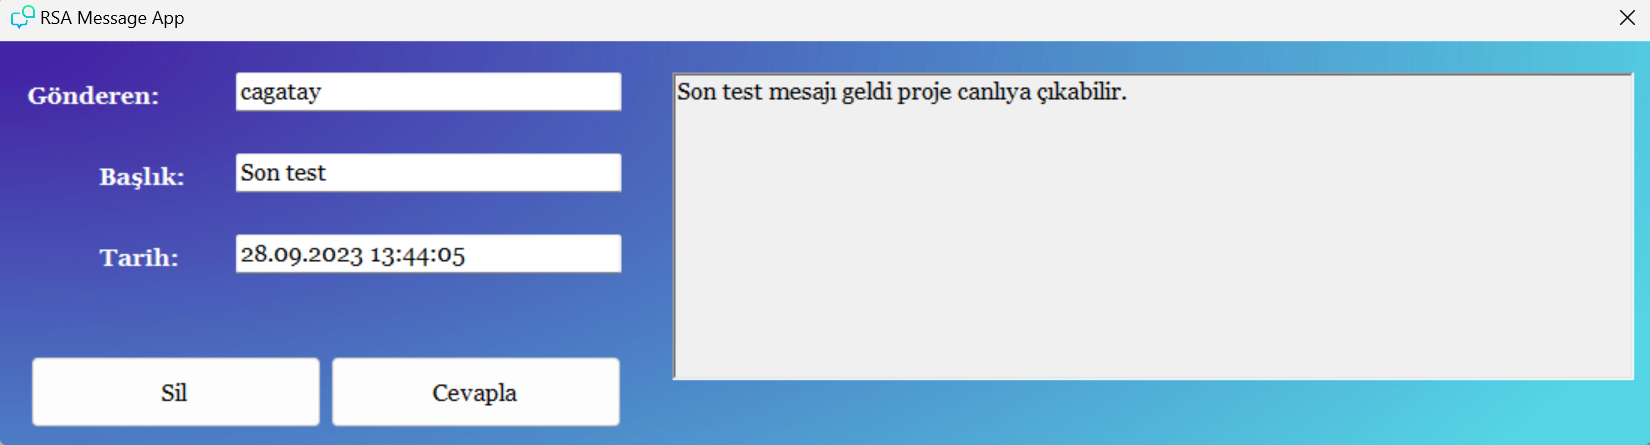 RSA Message App
Gönderen: cagatay
Başlık: Son test
Tarih: 28.09.2023 13:44:05
Sil Cevapla
Son test mesajı geldi proje canlıya çıkabilir.